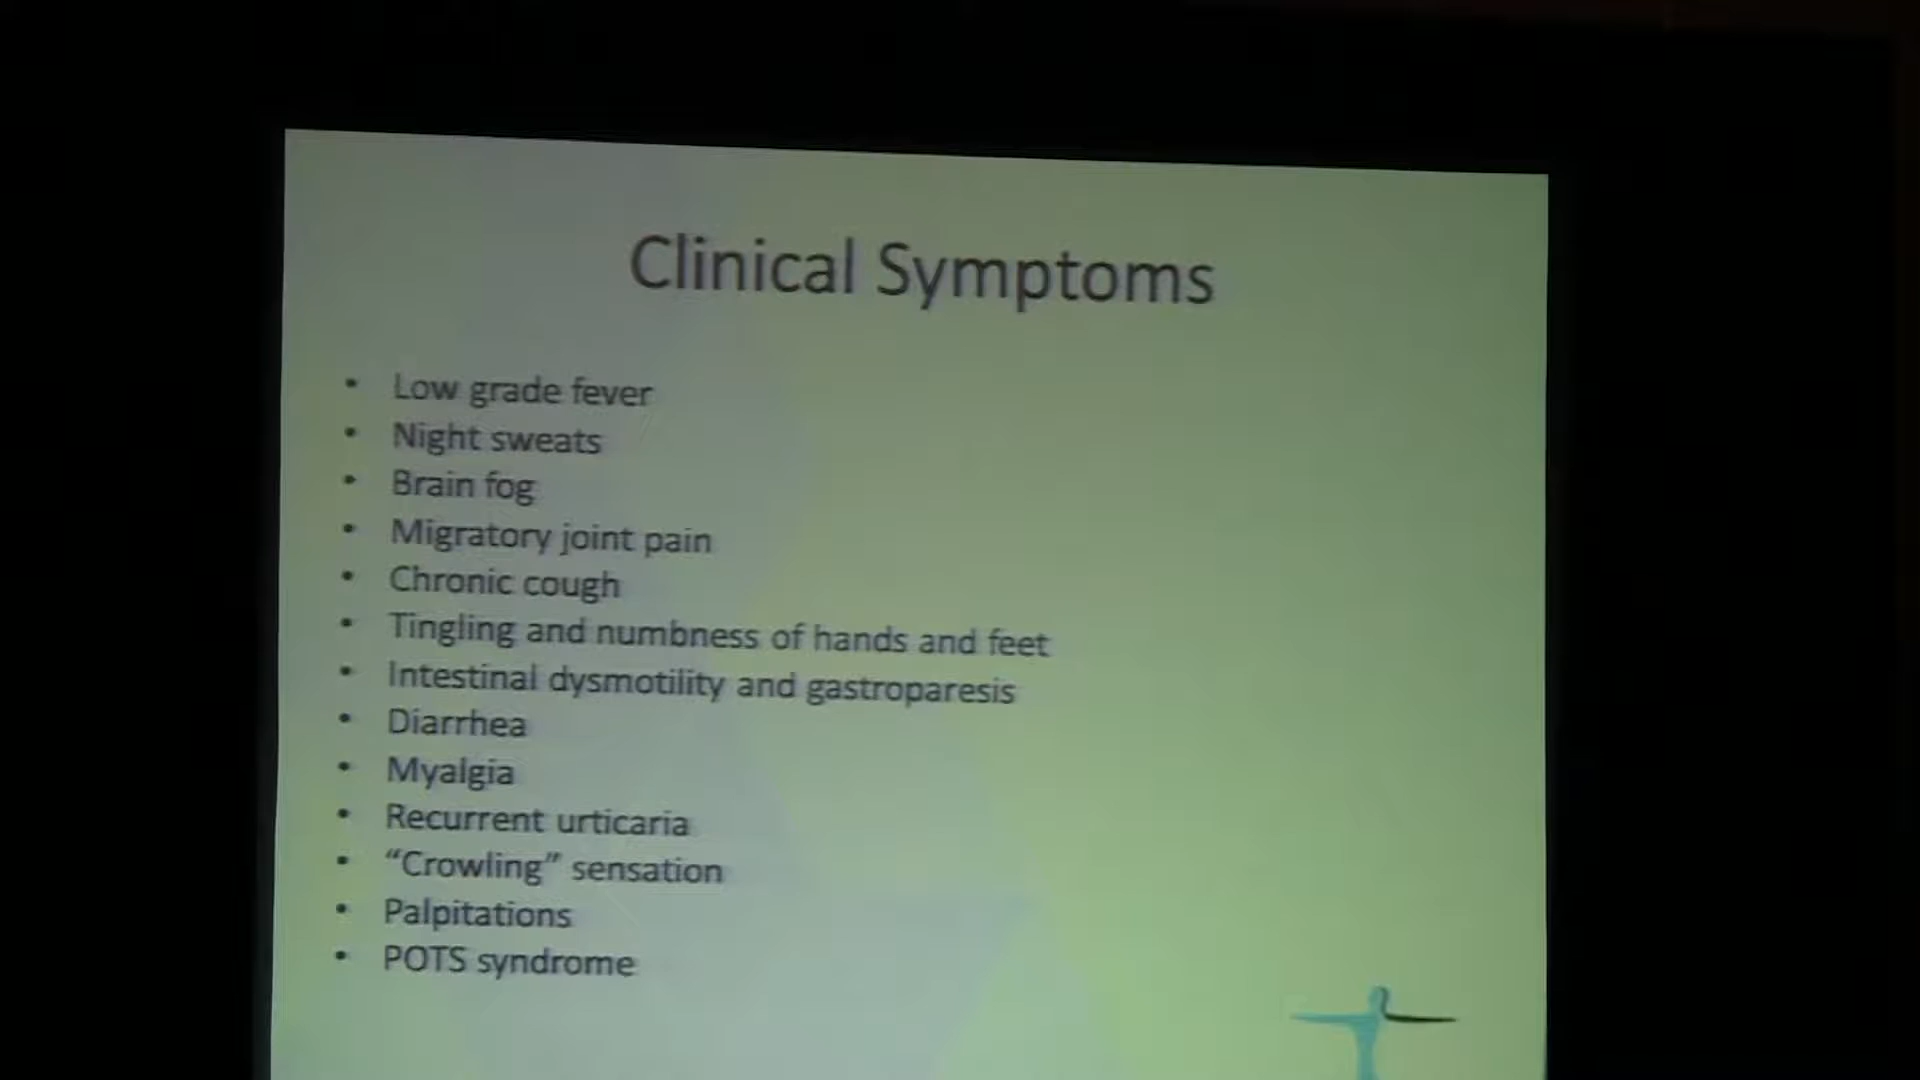 Clinical Symptoms
• Low grade fever
• Night sweats
• Brain fog
• Migratory joint pain
• Chronic cough
• Tingling and numbness of hands and feet
• Intestinal dysmotility and gastroparesis
• Diarrhea
• Myalgia
• Recurrent urticaria
• “Crowling” sensation
• Palpitations
• POTS syndrome